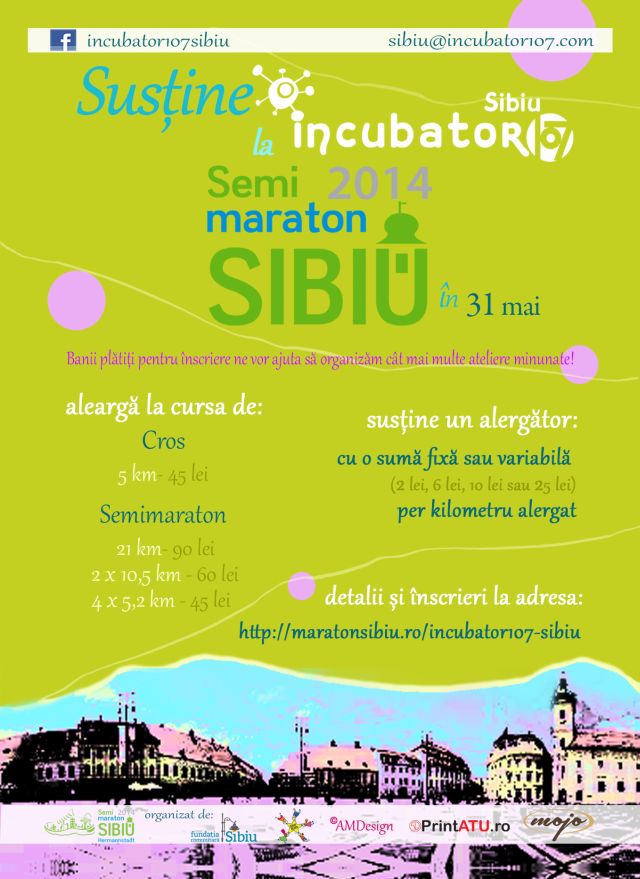 incubator107sibiu
sibiu@incubator107.com
Susține
Sibiu
la incubator107
Semi 2014
maraton
SIBIU
în 31 mai
Banii plătiți pentru înscriere ne vor ajuta să organizăm cât mai multe ateliere minunate!
aleargă la cursa de:
Cros
5 km- 45 lei
Semimaraton
21 km- 90 lei
2 x 10,5 km - 60 lei
4 x 5,2 km - 45 lei
susține un alergător:
cu o sumă fixă sau variabilă
(2 lei, 6 lei, 10 lei sau 25 lei)
per kilometru alergat
detalii și înscrieri la adresa:
http://maratonsibiu.ro/incubator107-sibiu
Semi 2014
maraton
SIBIU
Hermannstadt
organizat de:
fundația
comunitară Sibiu
©AMDesign
PrintATU.ro
mojo